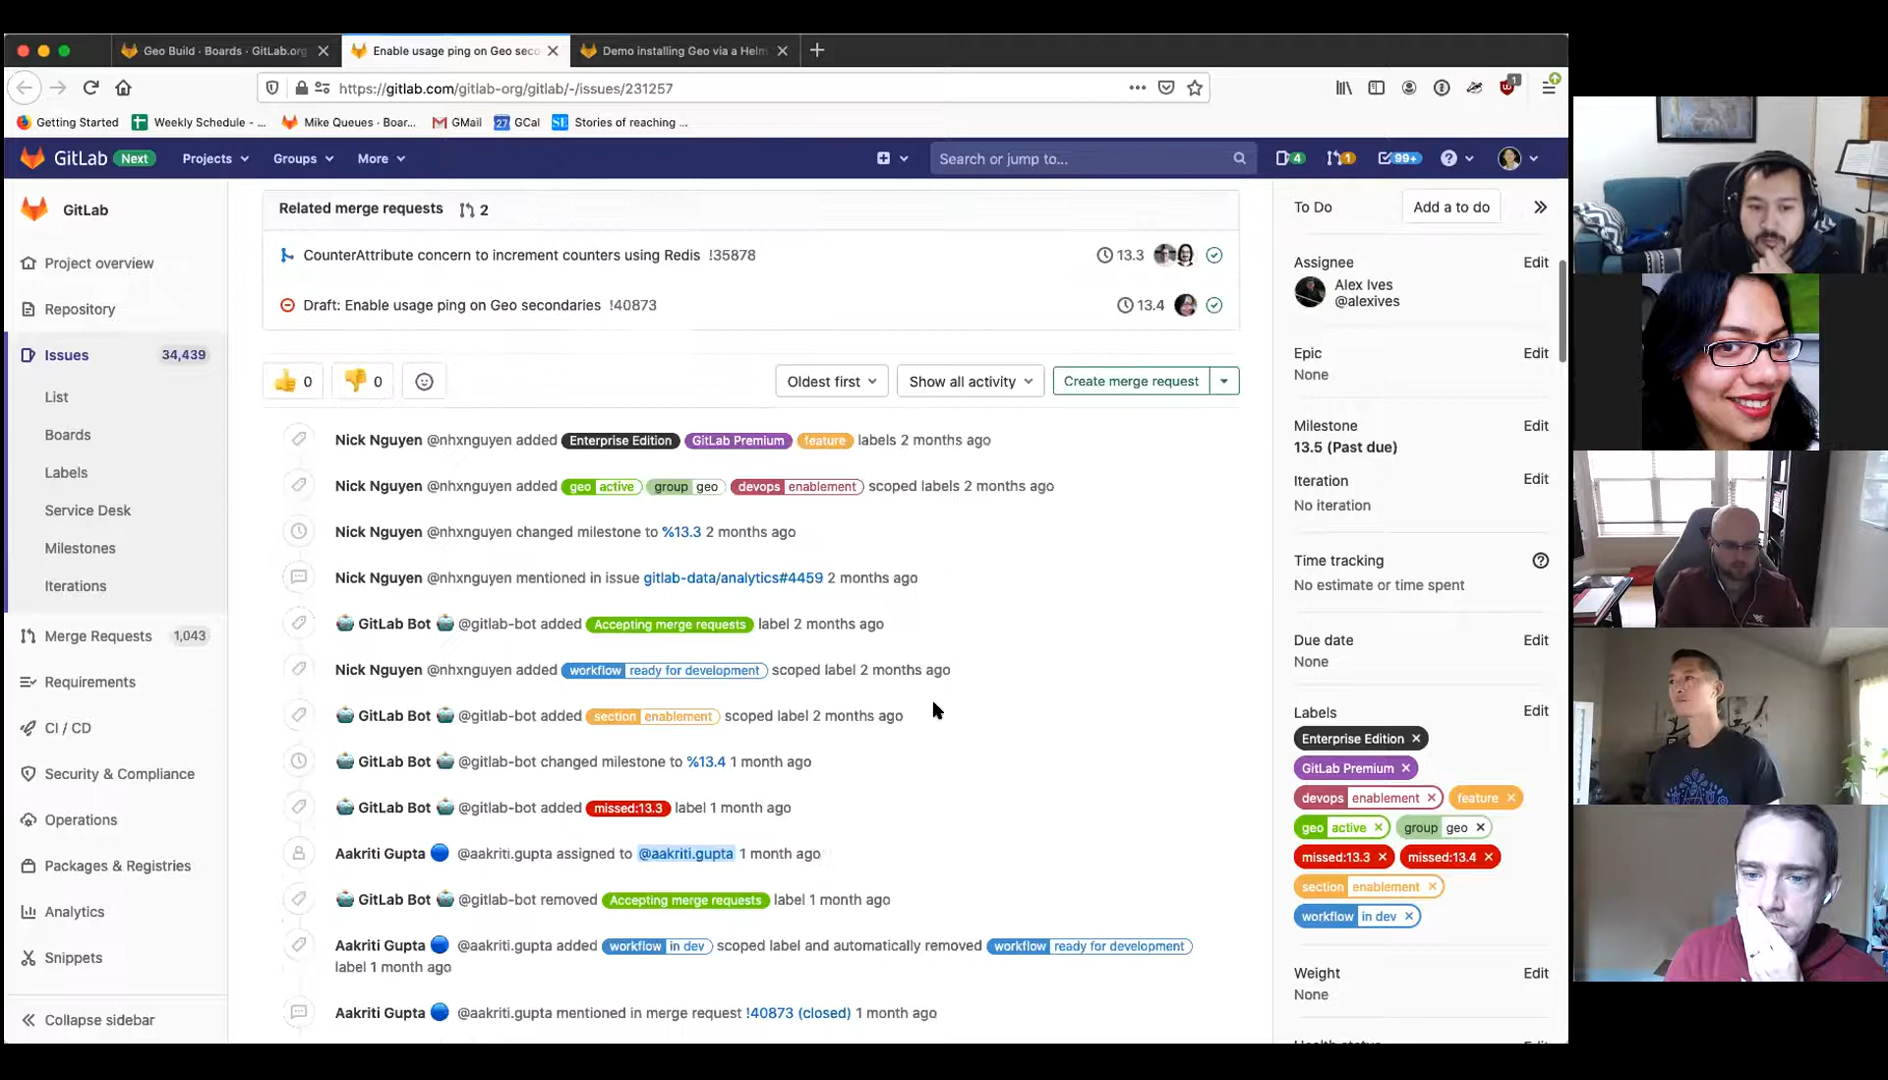 Geo Build · Boards · GitLab.org
Enable usage ping on Geo seco
Demo installing Geo via a Helm
https://gitlab.com/gitlab-org/gitlab/-/issues/231257
1
Getting Started
Weekly Schedule - ...
Mike Queues · Boar...
GMail
27 GCal
SE Stories of reaching ...
GitLab Next
Projects
Groups
More
Search or jump to...
4
1
99+
GitLab
Project overview
Repository
Issues 34,439
List
Boards
Labels
Service Desk
Milestones
Iterations
Merge Requests 1,043
Requirements
CI / CD
Security & Compliance
Operations
Packages & Registries
Analytics
Snippets
Collapse sidebar
Related merge requests 2
CounterAttribute concern to increment counters using Redis !35878 13.3
Draft: Enable usage ping on Geo secondaries !40873 13.4
0 0
Oldest first
Show all activity
Create merge request
Nick Nguyen @nhxnguyen added Enterprise Edition GitLab Premium feature labels 2 months ago
Nick Nguyen @nhxnguyen added geo active group geo devops enablement scoped labels 2 months ago
Nick Nguyen @nhxnguyen changed milestone to %13.3 2 months ago
Nick Nguyen @nhxnguyen mentioned in issue gitlab-data/analytics#4459 2 months ago
GitLab Bot @gitlab-bot added Accepting merge requests label 2 months ago
Nick Nguyen @nhxnguyen added workflow ready for development scoped label 2 months ago
GitLab Bot @gitlab-bot added section enablement scoped label 2 months ago
GitLab Bot @gitlab-bot changed milestone to %13.4 1 month ago
GitLab Bot @gitlab-bot added missed:13.3 label 1 month ago
Aakriti Gupta @aakriti.gupta assigned to @aakriti.gupta 1 month ago
GitLab Bot @gitlab-bot removed Accepting merge requests label 1 month ago
Aakriti Gupta @aakriti.gupta added workflow in dev scoped label and automatically removed workflow ready for development
label 1 month ago
Aakriti Gupta @aakriti.gupta mentioned in merge request !40873 (closed) 1 month ago
To Do Add a to do
Assignee Edit
Alex Ives
@alexives
Epic Edit
None
Milestone Edit
13.5 (Past due)
Iteration Edit
No iteration
Time tracking
No estimate or time spent
Due date Edit
None
Labels Edit
Enterprise Edition
GitLab Premium
devops enablement feature
geo active group geo
missed:13.3 missed:13.4
section enablement
workflow in dev
Weight Edit
None